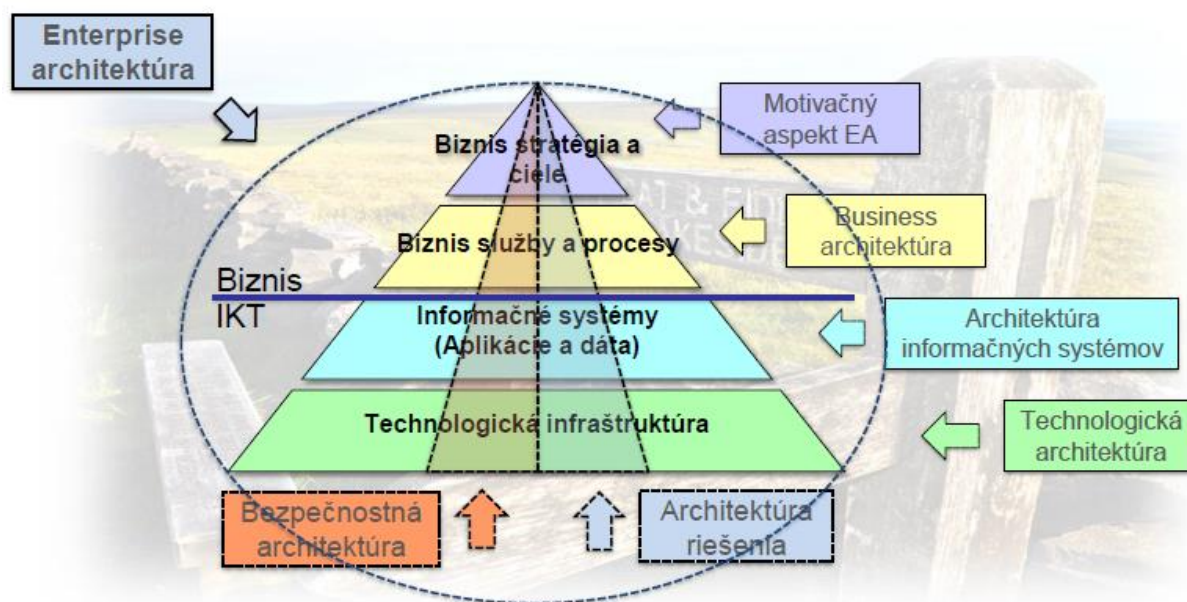 Enterprise
architektúra
Motivačný
aspekt EA
Biznis stratégia a
ciele
Business
architektúra
Biznis služby a procesy
Biznis
IKT
Informačné systémy
(Aplikácie a dáta)
Architektúra
informačných systémov
Technologická infraštruktúra
Technologická
architektúra
Bezpečnostná
architektúra
Architektúra
riešenia